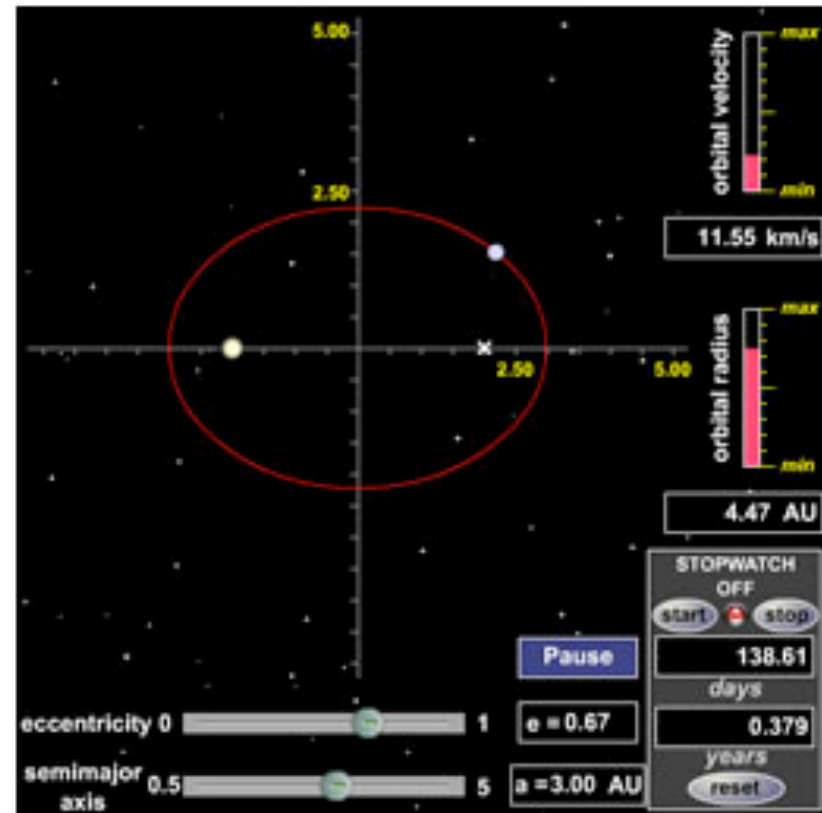 5.00
max
orbital velocity
2.50
min
11.55 km/s
max
2.50
5.00
orbital radius
min
4.47 AU
STOPWATCH
OFF
start
stop
Pause
138.61
days
eccentricity 0
1
e = 0.67
0.379
years
semimajor
axis
0.5
5
a =3.00 AU
reset